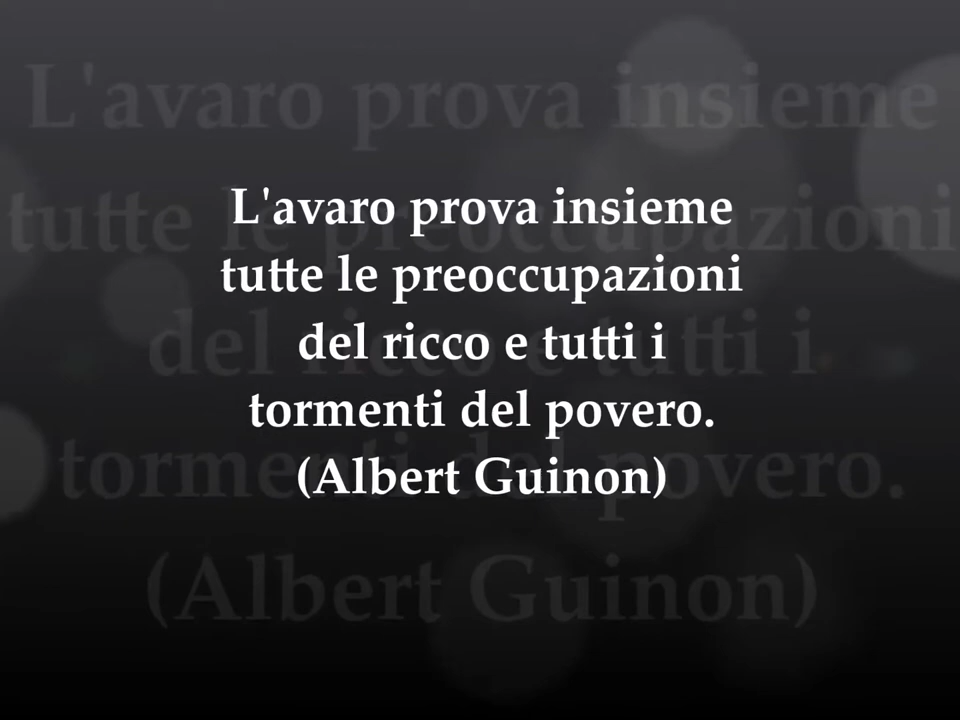 L'avaro prova insieme
tutte le preoccupazioni
del ricco e tutti i
tormenti del povero.
(Albert Guinon)